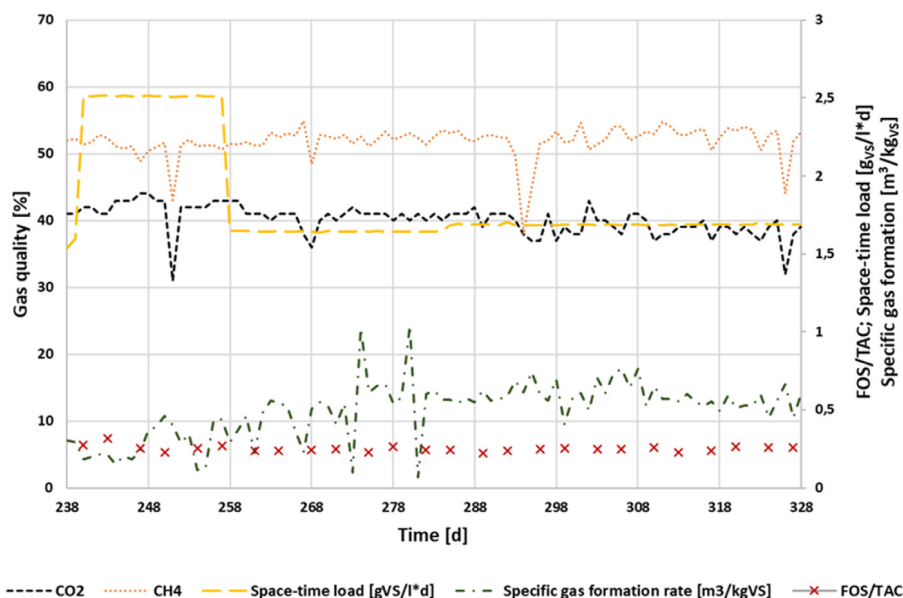 70
60
50
40
30
20
10
0
Gas quality [%]
3
2,5
2
1,5
1
0,5
0
FOS/TAC; Space-time load [gVS/l*d]
Specific gas formation [m³/kgVS]
238 248 258 268 278 288 298 308 318 328
Time [d]
CO2 CH4 Space-time load [gVS/l*d] Specific gas formation rate [m3/kgVS] FOS/TAC